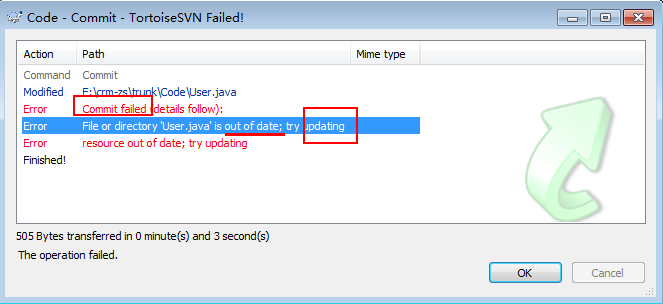 Code - Commit - TortoiseSVN Failed!
Action Path Mime type
Command Commit
Modified E:\crm-zs\trunk\Code\User.java
Error Commit failed (details follow):
Error File or directory 'User.java' is out of date; try updating
Error resource out of date; try updating
Finished!
505 Bytes transferred in 0 minute(s) and 3 second(s)
The operation failed.
OK Cancel